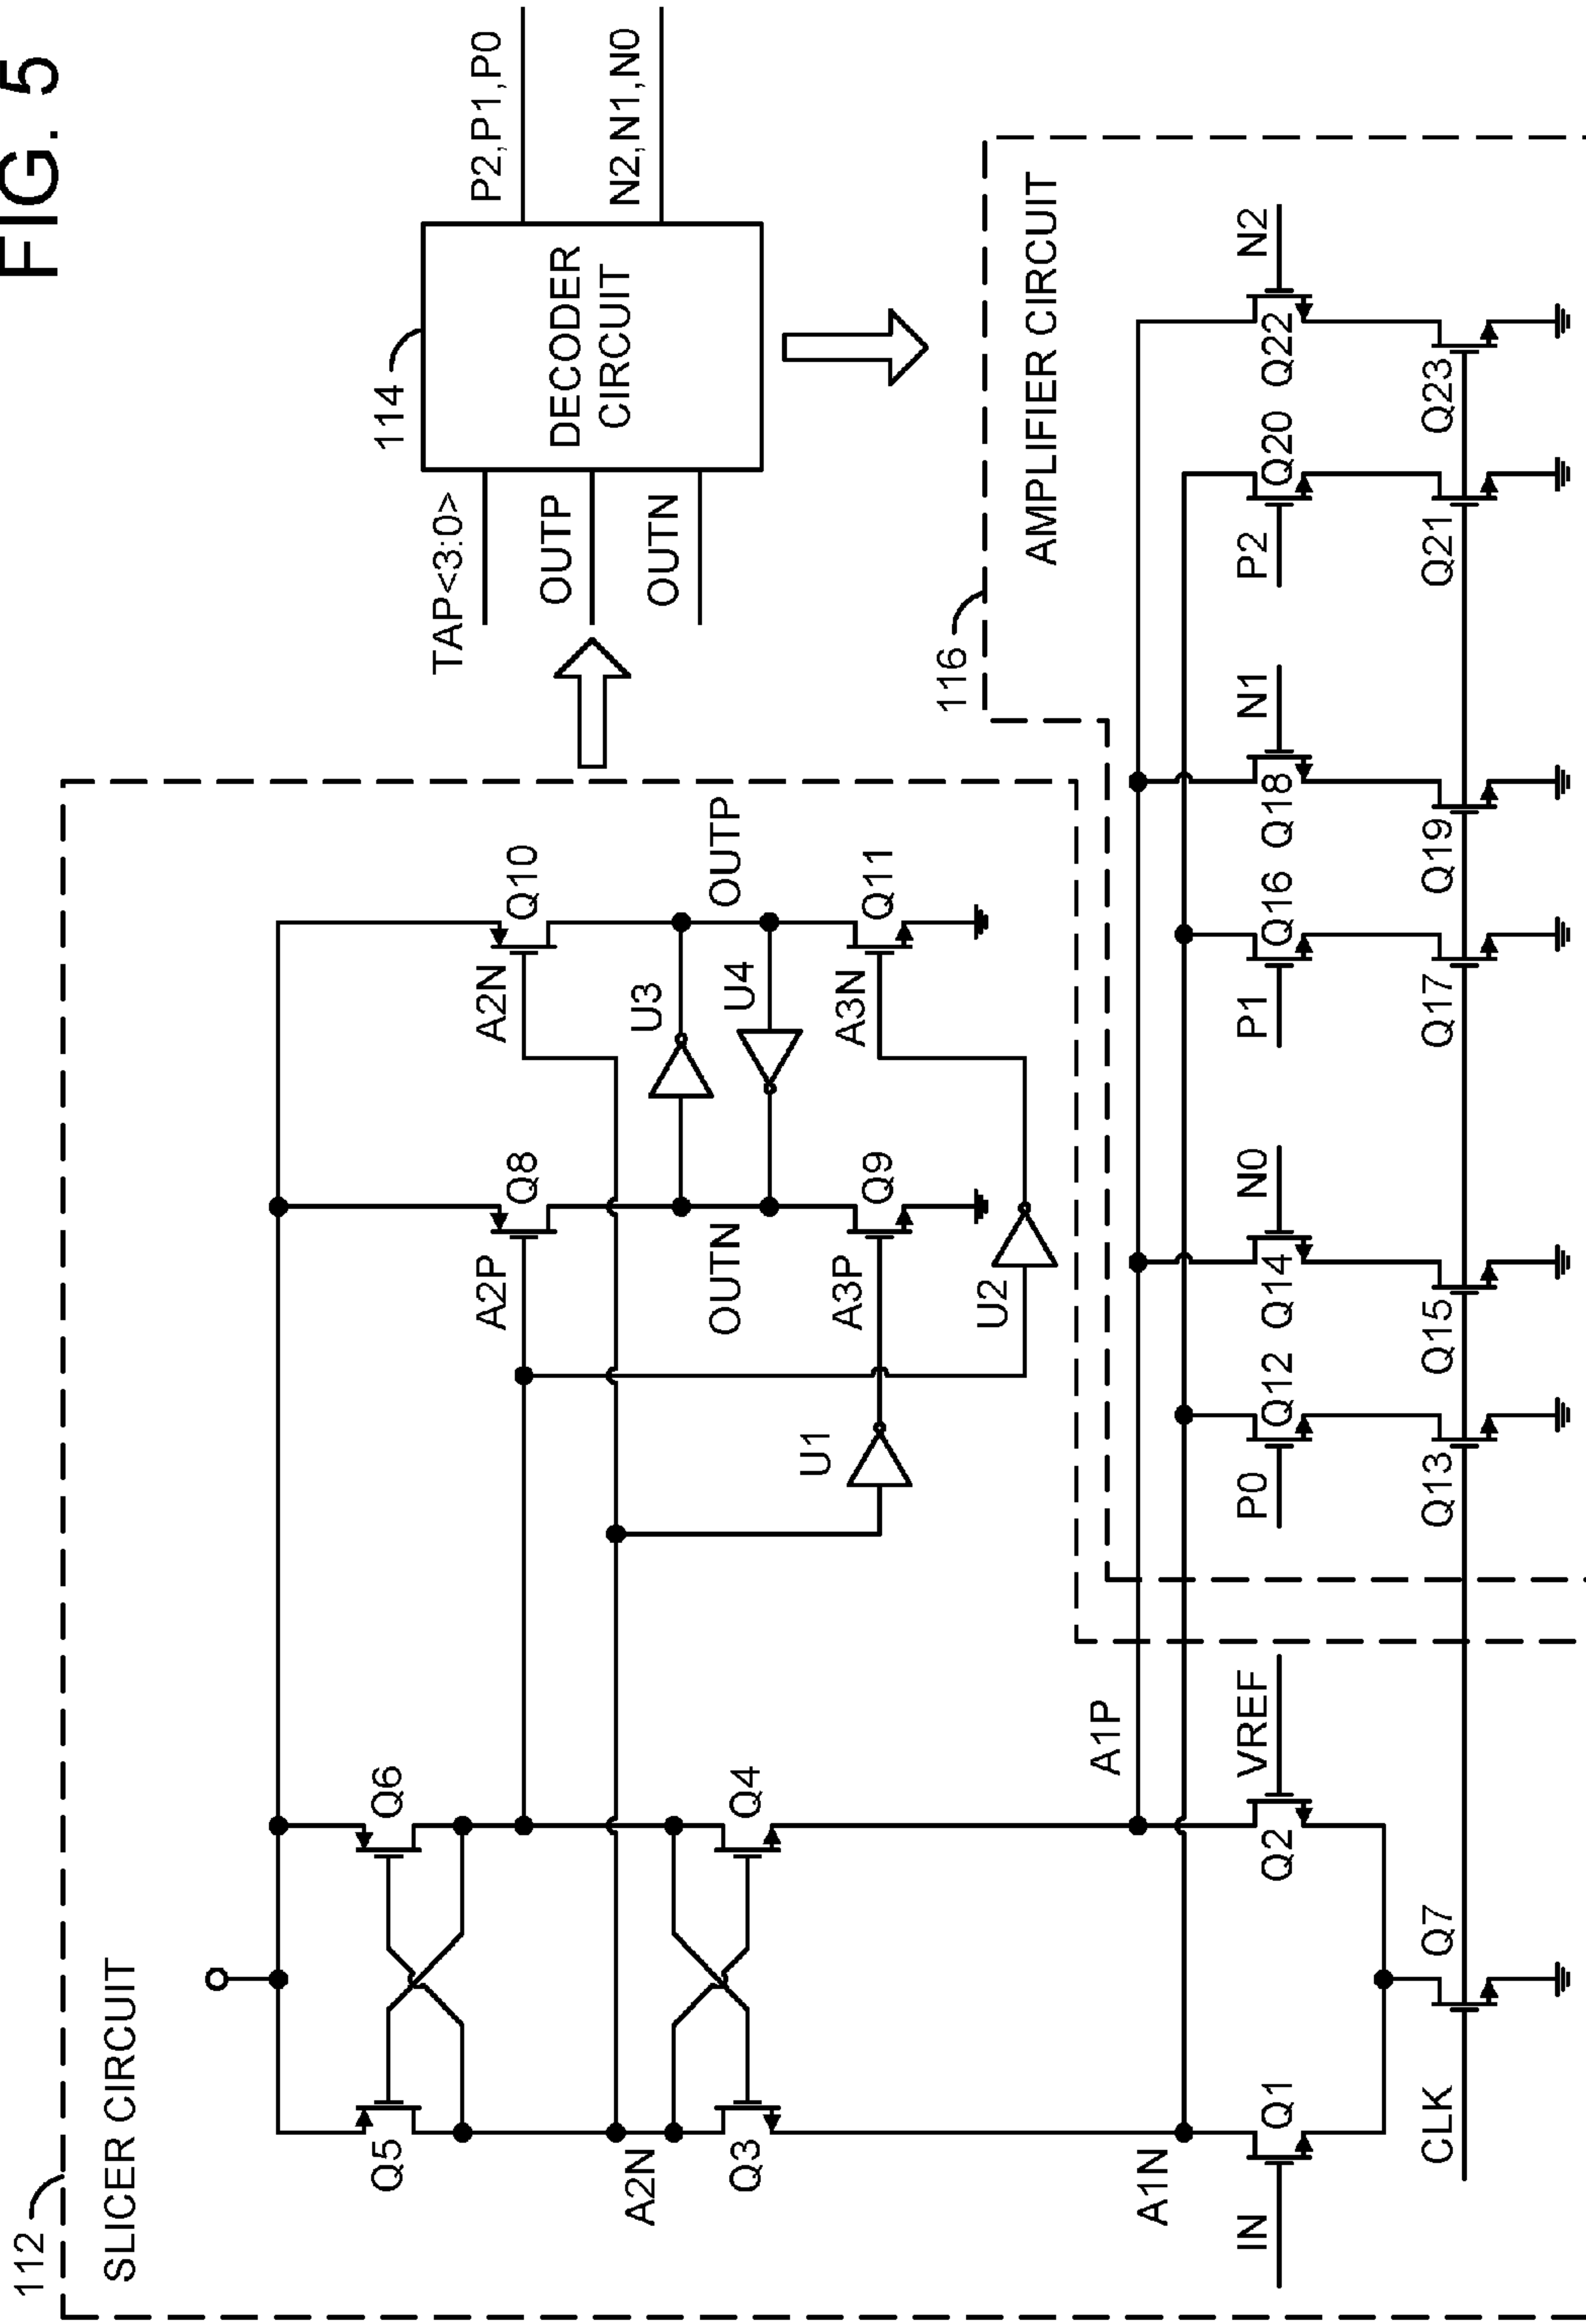 FIG. 5
112
SLICER CIRCUIT
Q5
Q6
A2N
Q3
Q4
A2P
Q8
A2N
Q10
U3
OUTN
OUTP
U4
U1
A3P
Q9
A3N
Q11
U2
TAP<3:0>
OUTP
OUTN
114
DECODER
CIRCUIT
P2,P1,P0
N2,N1,N0
116
AMPLIFIER CIRCUIT
A1N
A1P
IN
Q1
Q2
VREF
CLK
Q7
P0
Q12
Q14
N0
Q13
Q15
P1
Q16
Q18
N1
Q17
Q19
P2
Q20
Q22
N2
Q21
Q23